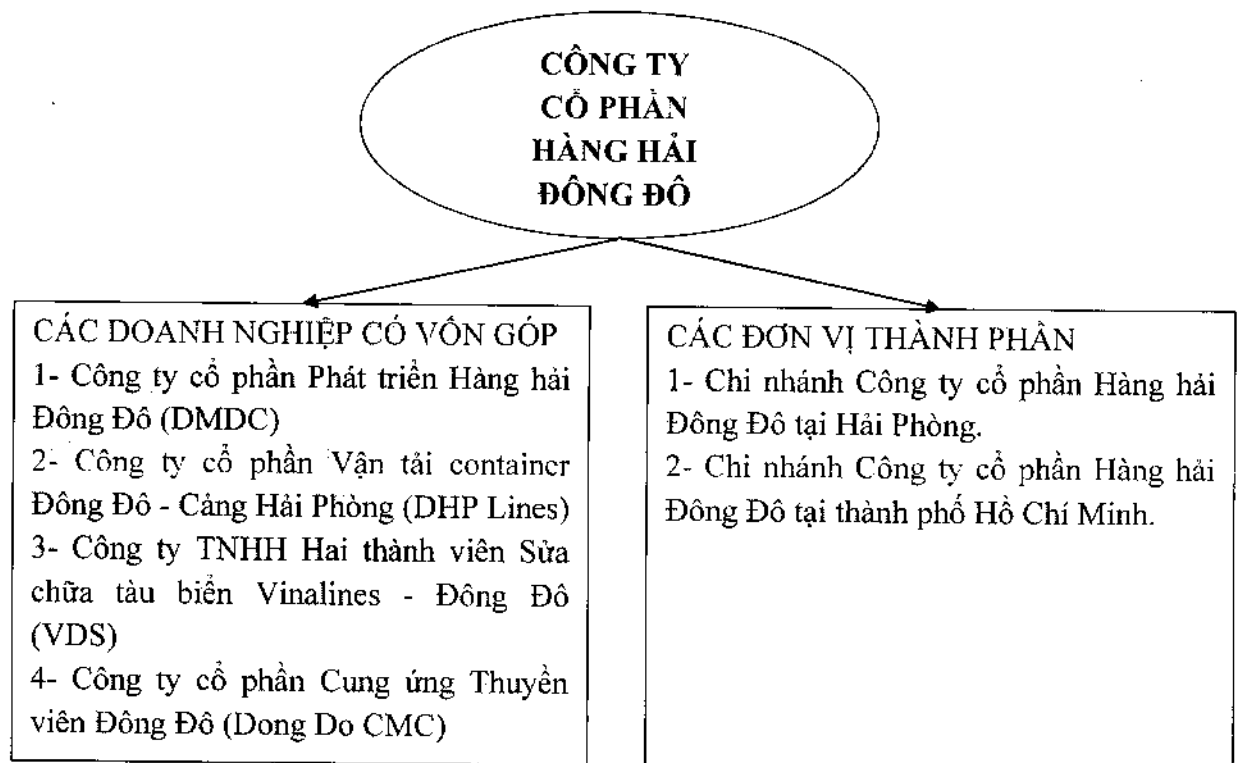 CÔNG TY
CỔ PHẦN
HÀNG HẢI
ĐÔNG ĐÔ
CÁC DOANH NGHIỆP CÓ VỐN GÓP
1- Công ty cổ phần Phát triển Hàng hải
Đông Đô (DMDC)
2- Công ty cổ phần Vận tải container
Đông Đô - Cảng Hải Phòng (DHP Lines)
3- Công ty TNHH Hai thành viên Sửa
chữa tàu biển Vinalines - Đông Đô
(VDS)
4- Công ty cổ phần Cung ứng Thuyền
viên Đông Đô (Dong Do CMC)
CÁC ĐƠN VỊ THÀNH PHẦN
1- Chi nhánh Công ty cổ phần Hàng hải
Đông Đô tại Hải Phòng.
2- Chi nhánh Công ty cổ phần Hàng hải
Đông Đô tại thành phố Hồ Chí Minh.